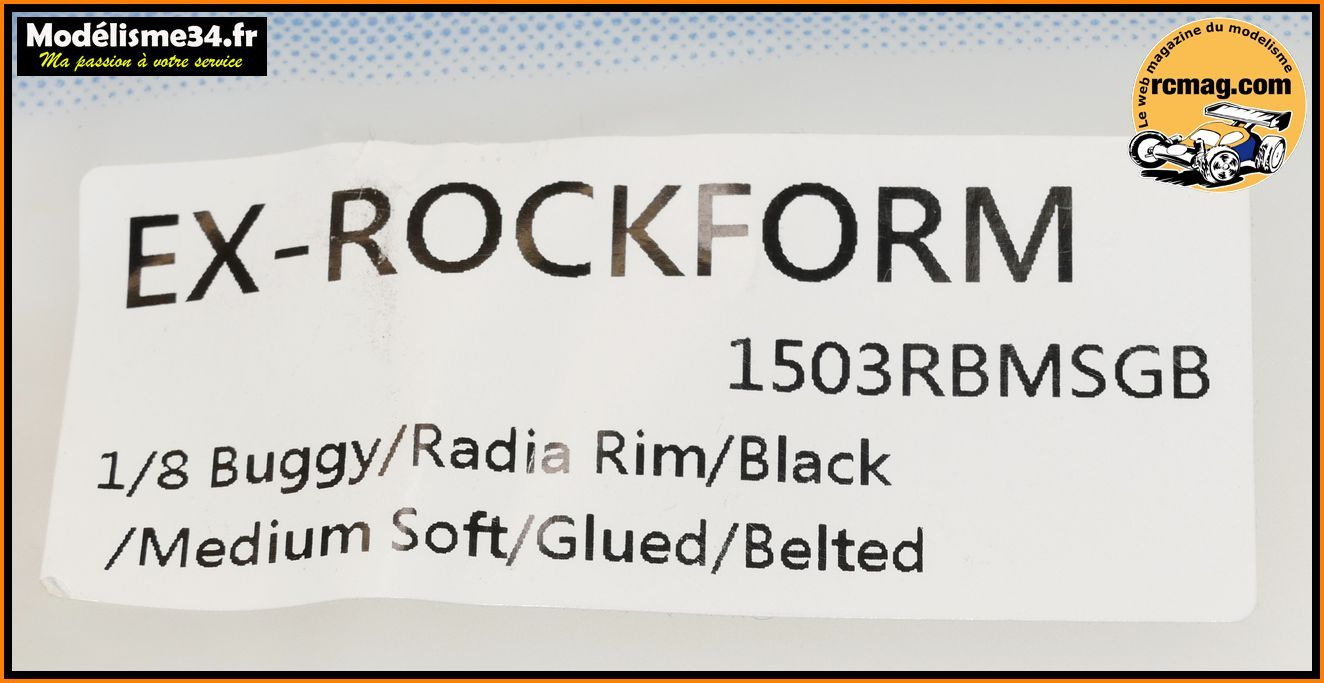 Modélisme34.fr
Ma passion à votre service
Le web magazine du modelisme
rcmag.com
EX-ROCKFORM
1503RBMSGB
1/8 Buggy/Radia Rim/Black
/Medium Soft/Glued/Belted